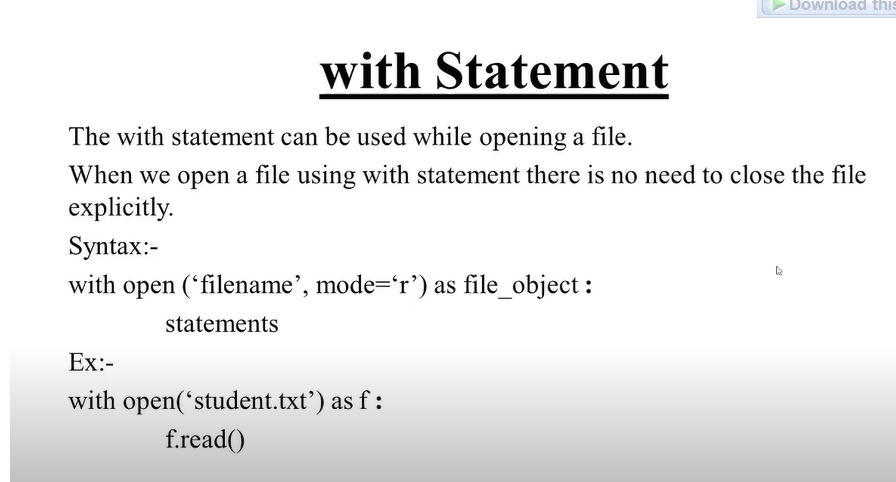 Download this
with Statement
The with statement can be used while opening a file.
When we open a file using with statement there is no need to close the file
explicitly.
Syntax:-
with open (‘filename’, mode=‘r’) as file_object :
statements
Ex:-
with open(‘student.txt’) as f :
f.read()